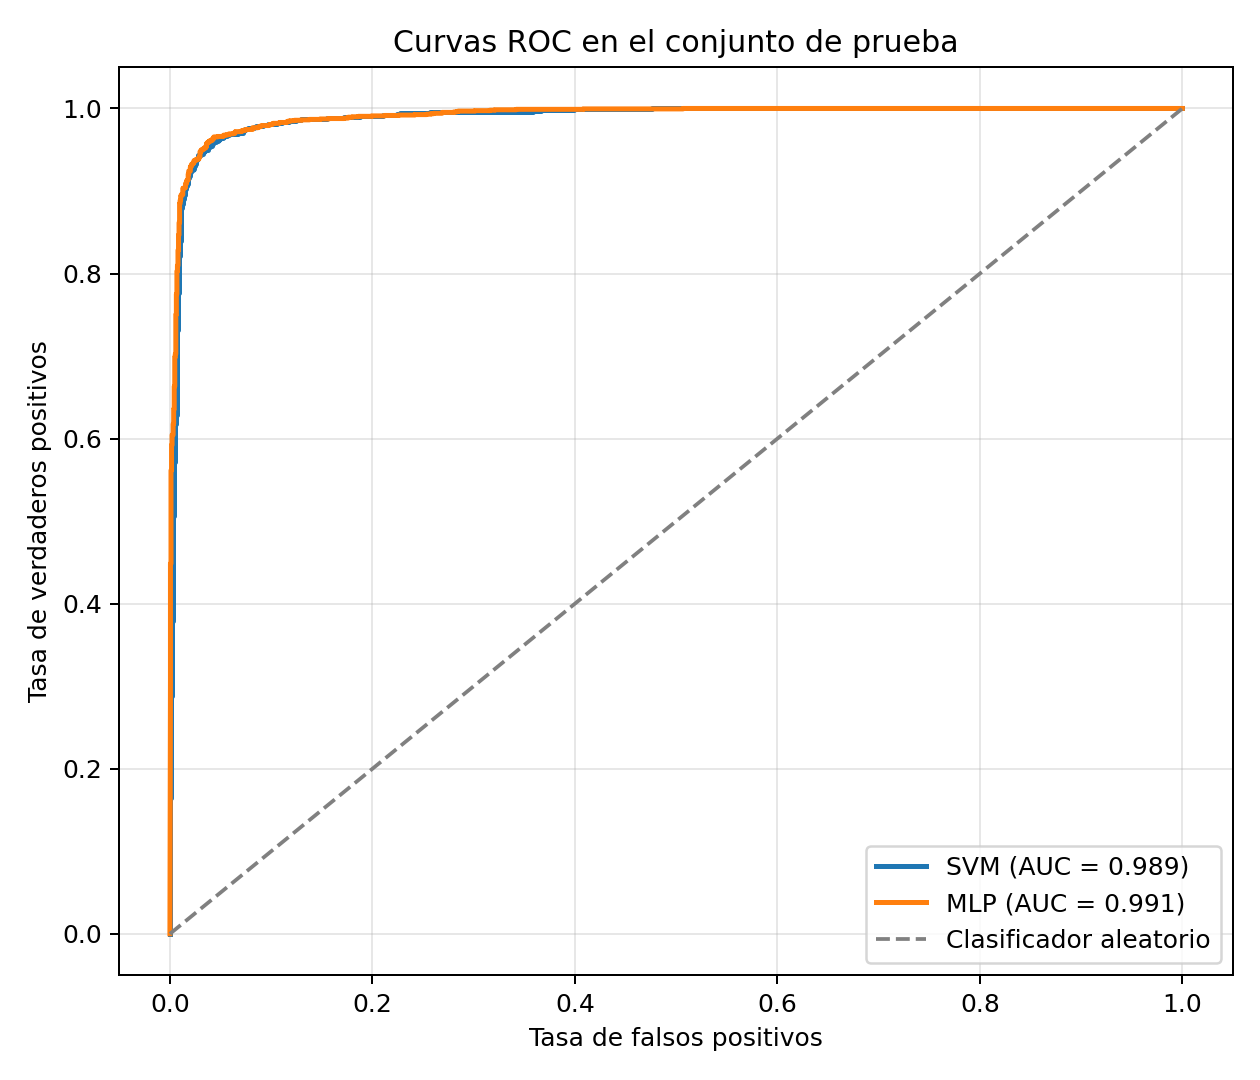 Curvas ROC en el conjunto de prueba
Tasa de verdaderos positivos
1.0
0.8
0.6
0.4
0.2
0.0
SVM (AUC = 0.989)
MLP (AUC = 0.991)
Clasificador aleatorio
0.0 0.2 0.4 0.6 0.8 1.0
Tasa de falsos positivos